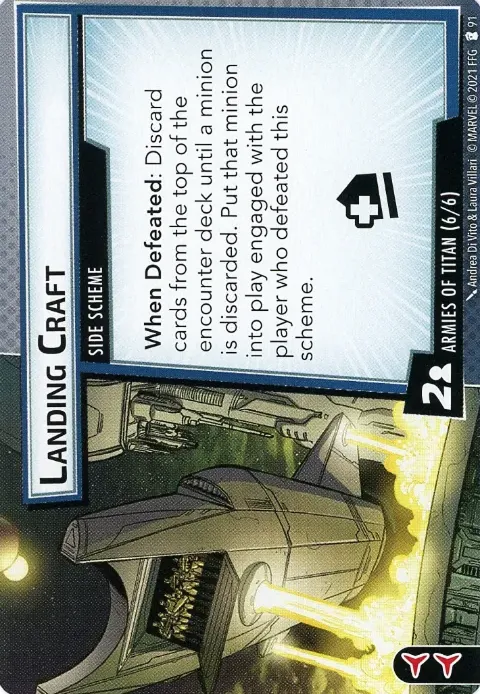 LANDING CRAFT
SIDE SCHEME
When Defeated: Discard
cards from the top of the
encounter deck until a minion
is discarded. Put that minion
into play engaged with the
player who defeated this
scheme.
2
ARMIES OF TITAN (6/6)
Andrea Di Vito & Laura Villari © MARVEL © 2021 FFG 91